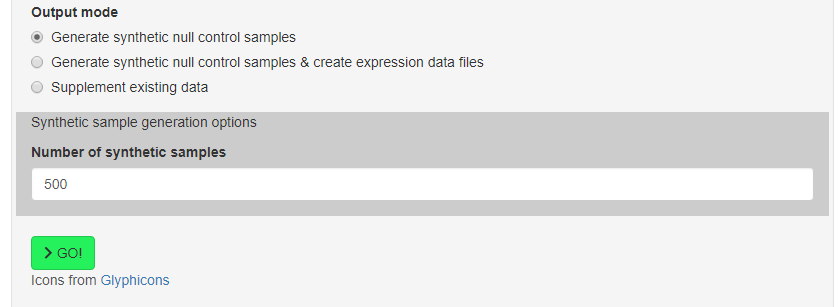 Output mode
Generate synthetic null control samples
Generate synthetic null control samples & create expression data files
Supplement existing data
Synthetic sample generation options
Number of synthetic samples
500
GO!
Icons from Glyphicons